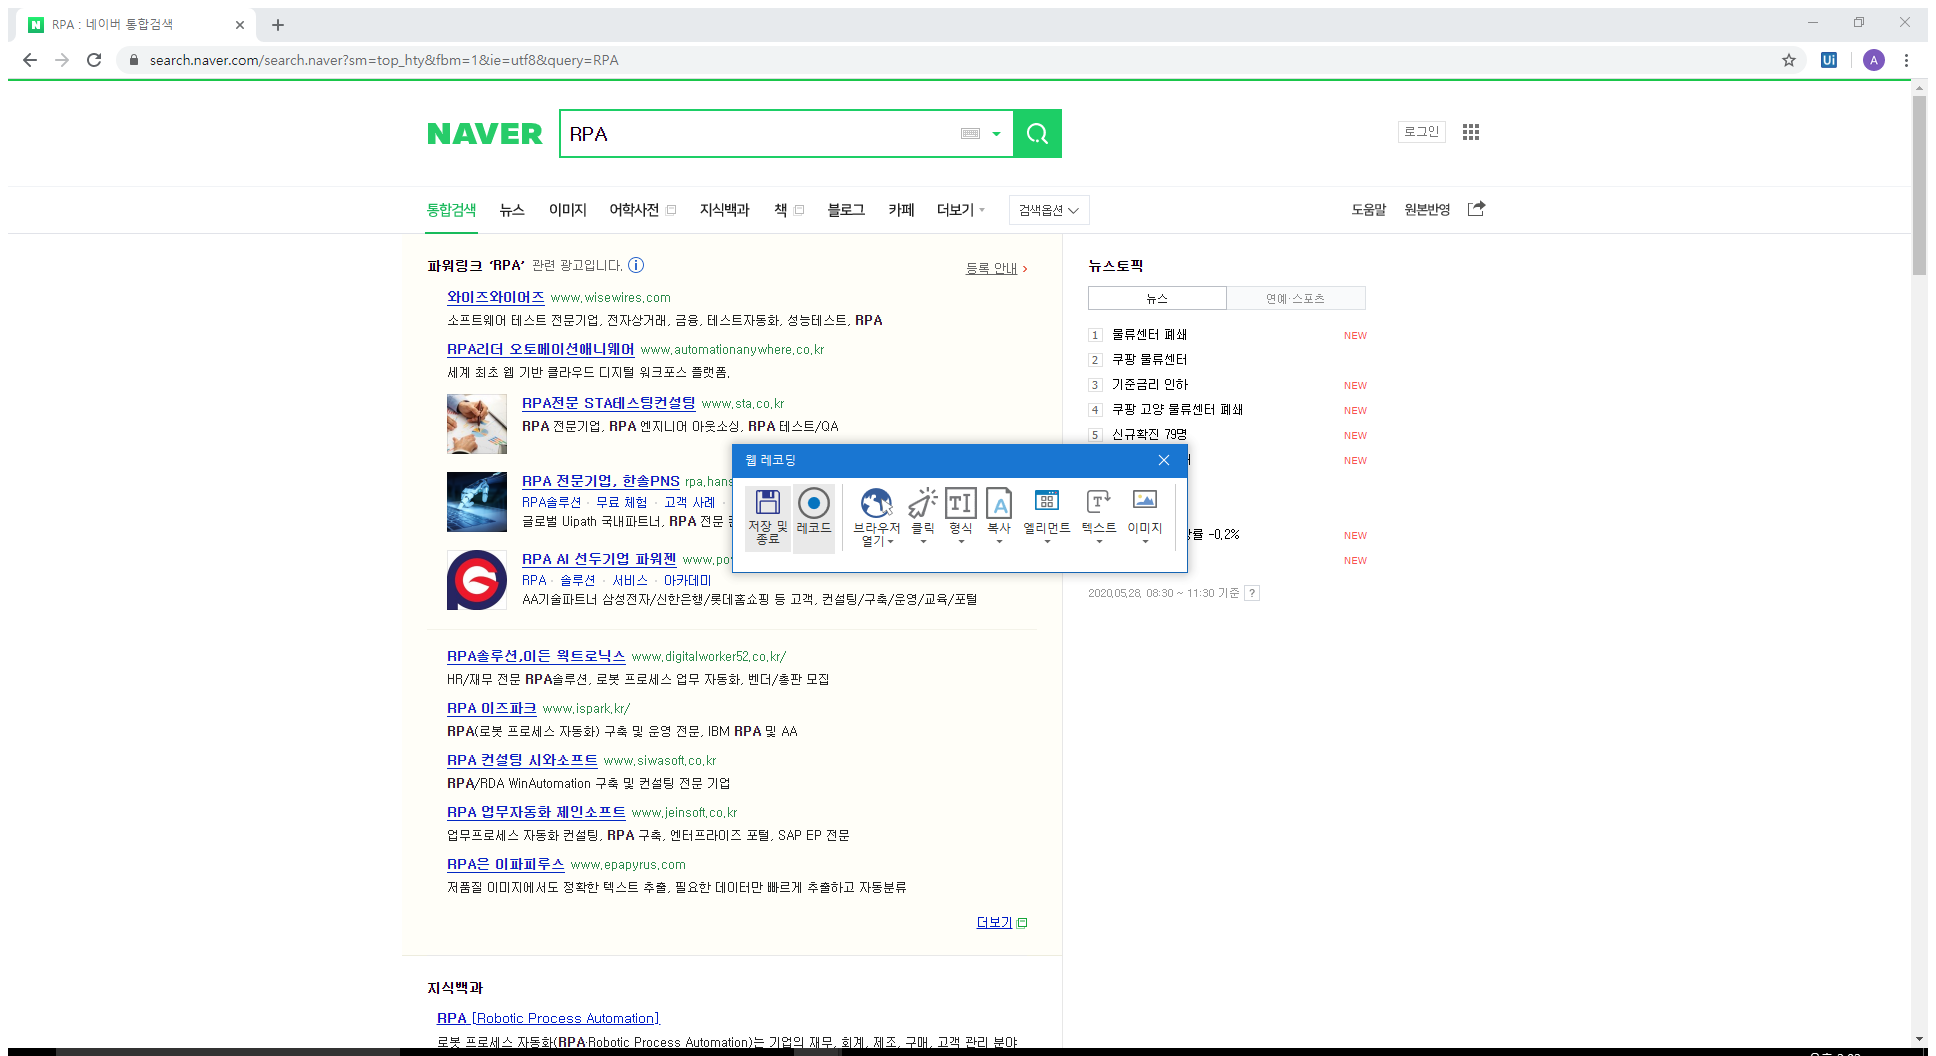 RPA : 네이버 통합검색
search.naver.com/search.naver?sm=top_hty&fbm=1&ie=utf8&query=RPA
Ui
A
NAVER
RPA
로그인
통합검색 뉴스 이미지 어학사전 지식백과 책 블로그 카페 더보기 검색옵션
도움말 원본반영
파워링크 'RPA' 관련 광고입니다.
등록 안내
와이즈와이어즈 www.wisewires.com
소프트웨어 테스트 전문기업, 전자상거래, 금융, 테스트자동화, 성능테스트, RPA
RPA리더 오토메이션애니웨어 www.automationanywhere.co.kr
세계 최초 웹 기반 클라우드 디지털 워크포스 플랫폼.
RPA전문 STA테스팅컨설팅 www.sta.co.kr
RPA 전문기업, RPA 엔지니어 아웃소싱, RPA 테스트/QA
RPA 전문기업, 한솔PNS rpa.hans
RPA솔루션 · 무료 체험 · 고객 사례 ·
글로벌 Uipath 국내파트너, RPA 전문
RPA AI 선두기업 파워젠 www.po
RPA · 솔루션 · 서비스 · 아카데미
AA기술파트너 삼성전자/신한은행/롯데홈쇼핑 등 고객, 컨설팅/구축/운영/교육/포털
RPA솔루션,이든 웍트로닉스 www.digitalworker52.co.kr/
HR/재무 전문 RPA솔루션, 로봇 프로세스 업무 자동화, 벤더/총판 모집
RPA 이즈파크 www.ispark.kr/
RPA(로봇 프로세스 자동화) 구축 및 운영 전문, IBM RPA 및 AA
RPA 컨설팅 시와소프트 www.siwasoft.co.kr
RPA/RDA WinAutomation 구축 및 컨설팅 전문 기업
RPA 업무자동화 제인소프트 www.jeinsoft.co.kr
업무프로세스 자동화 컨설팅, RPA 구축, 엔터프라이즈 포털, SAP EP 전문
RPA은 이파피루스 www.epapyrus.com
저품질 이미지에서도 정확한 텍스트 추출, 필요한 데이터만 빠르게 추출하고 자동분류
더보기
지식백과
RPA [Robotic Process Automation]
로봇 프로세스 자동화(RPA·Robotic Process Automation)는 기업의 재무, 회계, 제조, 구매, 고객 관리 분야
뉴스토픽
뉴스 연예·스포츠
1 물류센터 폐쇄 NEW
2 쿠팡 물류센터
3 기준금리 인하 NEW
4 쿠팡 고양 물류센터 폐쇄 NEW
5 신규확진 79명 NEW
NEW
률 -0.2% NEW
NEW
2020.05.28. 08:30 ~ 11:30 기준 ?
웹 레코딩
저장 및 종료 레코드 브라우저 열기 클릭 형식 복사 엘리먼트 텍스트 이미지